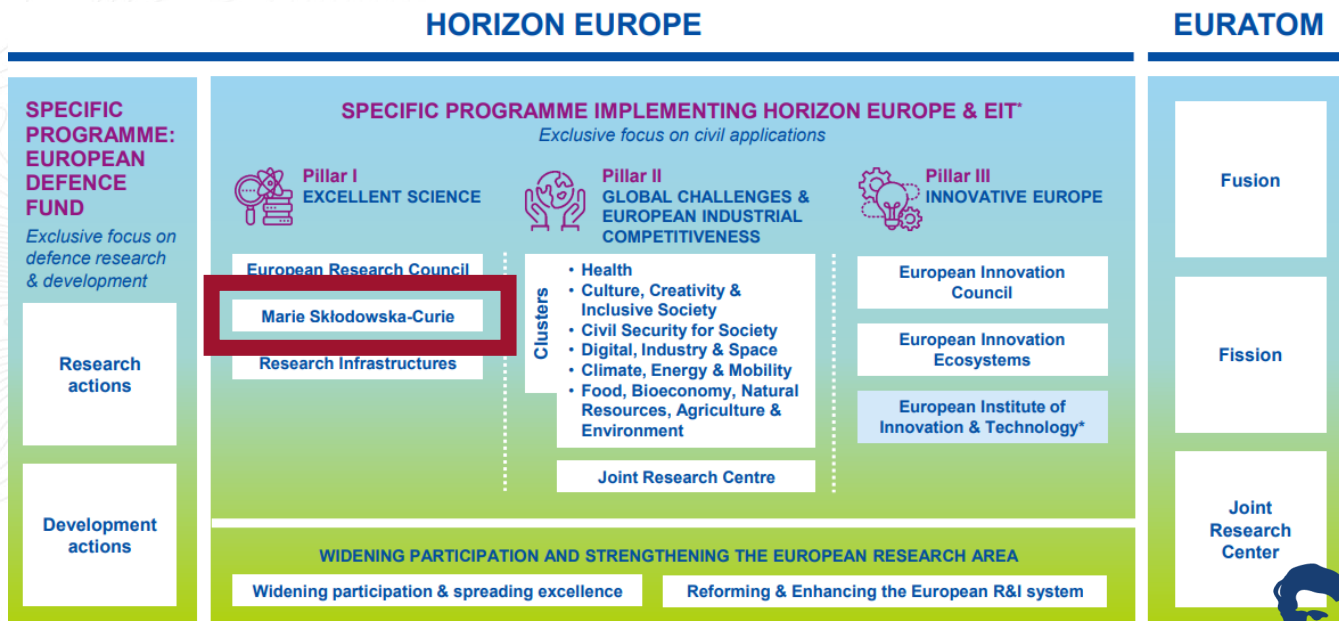 HORIZON EUROPE
EURATOM
SPECIFIC
PROGRAMME:
EUROPEAN
DEFENCE
FUND
Exclusive focus on
defence research
& development
Research
actions
Development
actions
SPECIFIC PROGRAMME IMPLEMENTING HORIZON EUROPE & EIT*
Exclusive focus on civil applications
Pillar I
EXCELLENT SCIENCE
European Research Council
Marie Skłodowska-Curie
Research Infrastructures
Pillar II
GLOBAL CHALLENGES &
EUROPEAN INDUSTRIAL
COMPETITIVENESS
Clusters
• Health
• Culture, Creativity &
Inclusive Society
• Civil Security for Society
• Digital, Industry & Space
• Climate, Energy & Mobility
• Food, Bioeconomy, Natural
Resources, Agriculture &
Environment
Joint Research Centre
Pillar III
INNOVATIVE EUROPE
European Innovation
Council
European Innovation
Ecosystems
European Institute of
Innovation & Technology*
WIDENING PARTICIPATION AND STRENGTHENING THE EUROPEAN RESEARCH AREA
Widening participation & spreading excellence
Reforming & Enhancing the European R&I system
Fusion
Fission
Joint
Research
Center